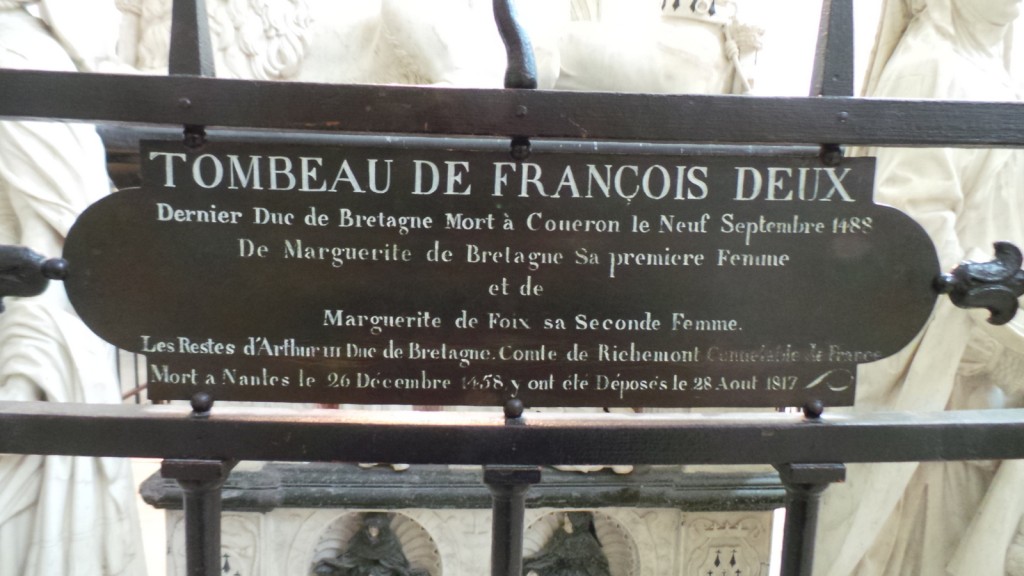 TOMBEAU DE FRANÇOIS DEUX
Dernier Duc de Bretagne Mort à Coueron le Neuf Septembre 1488
De Marguerite de Bretagne Sa premiere Femme
et de
Marguerite de Foix sa Seconde Femme.
Les Restes d'Arthur III Duc de Bretagne. Comte de Richemont Connetable de France
Mort a Nantes le 26 Décembre 1458 y ont été Déposés le 28 Aout 1817